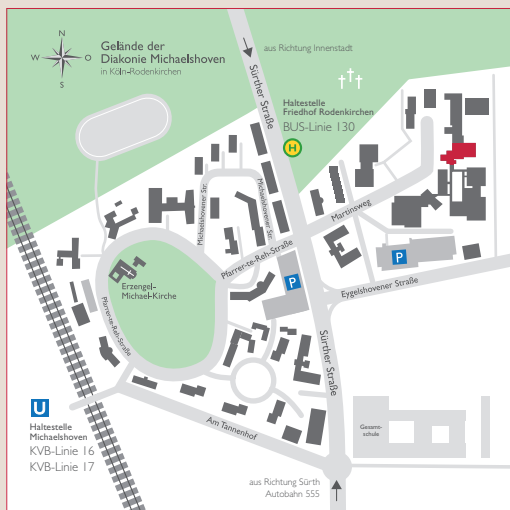 N
W
O
S
Gelände der
Diakonie Michaelshoven
in Köln-Rodenkirchen
aus Richtung Innenstadt
Sürther Straße
Haltestelle
Friedhof Rodenkirchen
BUS-Linie 130
H
Michaelshovener Str.
Michaelshovener Str.
Martinsweg
Pfarrer-te-Reh-Straße
P
P
Eygelshovener Straße
Erzengel-
Michael-Kirche
Pfarrer-te-Reh-Straße
Sürther Straße
U
Haltestelle
Michaelshoven
KVB-Linie 16
KVB-Linie 17
Am Tannenhof
Gesamt-
schule
aus Richtung Sürth
Autobahn 555